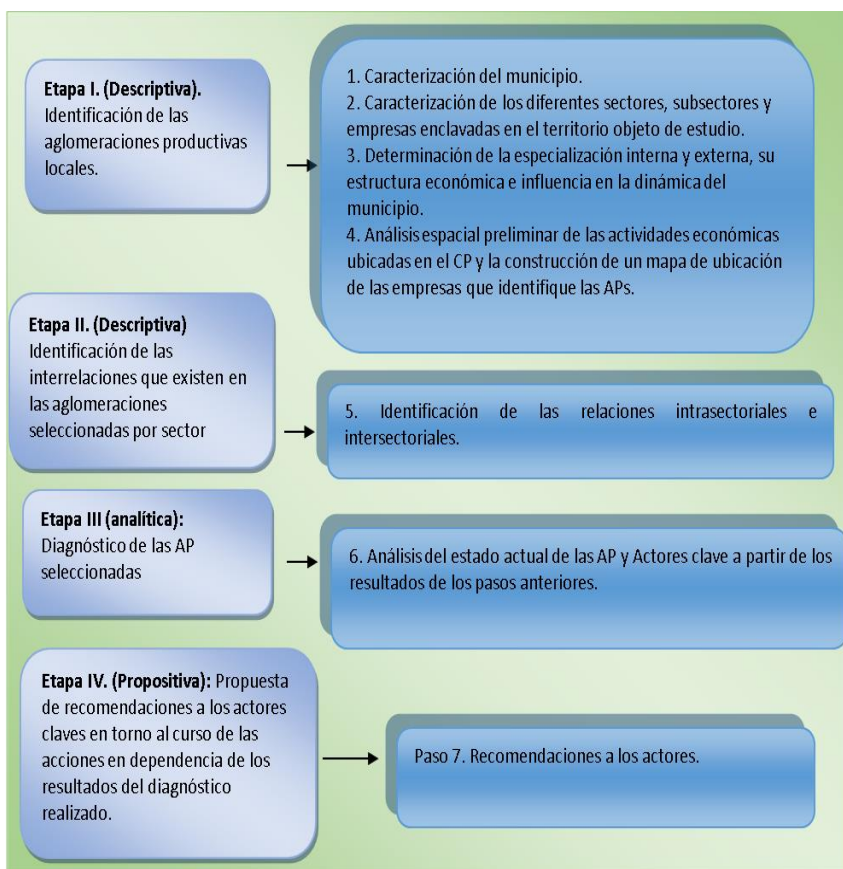 Etapa I. (Descriptiva).
Identificación de las
aglomeraciones productivas
locales.
1. Caracterización del municipio.
2. Caracterización de los diferentes sectores, subsectores y
empresas enclavadas en el territorio objeto de estudio.
3. Determinación de la especialización interna y externa, su
estructura económica e influencia en la dinámica del
municipio.
4. Análisis espacial preliminar de las actividades económicas
ubicadas en el CP y la construcción de un mapa de ubicación
de las empresas que identifique las APs.
Etapa II. (Descriptiva)
Identificación de las
interrelaciones que existen en
las aglomeraciones
seleccionadas por sector
5. Identificación de las relaciones intrasectoriales e
intersectoriales.
Etapa III (analítica):
Diagnóstico de las AP
seleccionadas
6. Análisis del estado actual de las AP y Actores clave a partir de los
resultados de los pasos anteriores.
Etapa IV. (Propositiva): Propuesta
de recomendaciones a los actores
claves en torno al curso de las
acciones en dependencia de los
resultados del diagnóstico
realizado.
Paso 7. Recomendaciones a los actores.